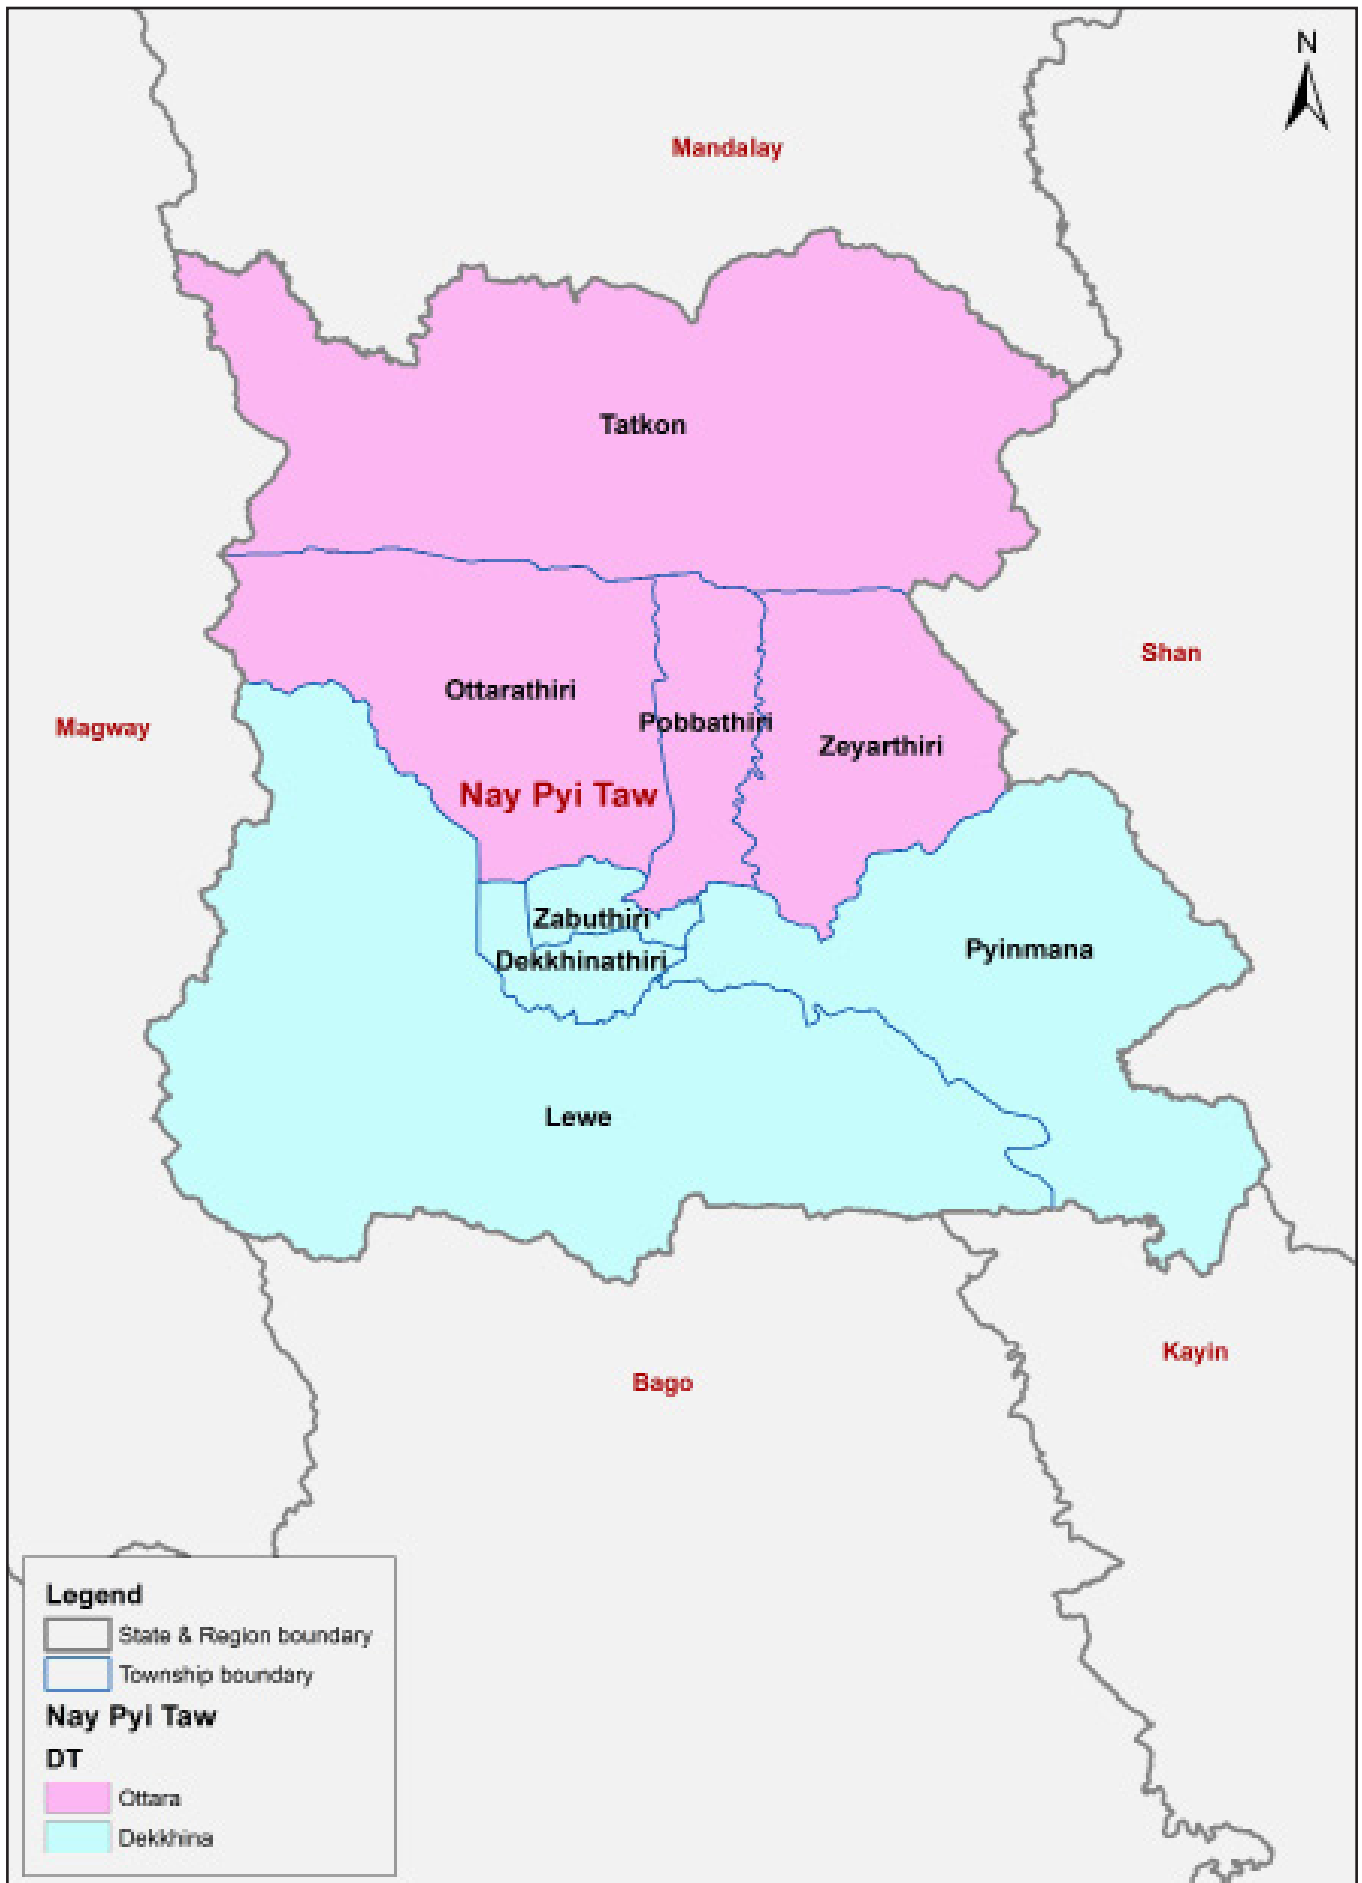 N
Mandalay
Tatkon
Shan
Ottarathiri
Pobbathiri
Magway
Zeyarthiri
Nay Pyi Taw
Zabuthiri
Pyinmana
Dekkhinathiri
Lewe
Kayin
Bago
Legend
State & Region boundary
Township boundary
Nay Pyi Taw
DT
Ottara
Dekkhina